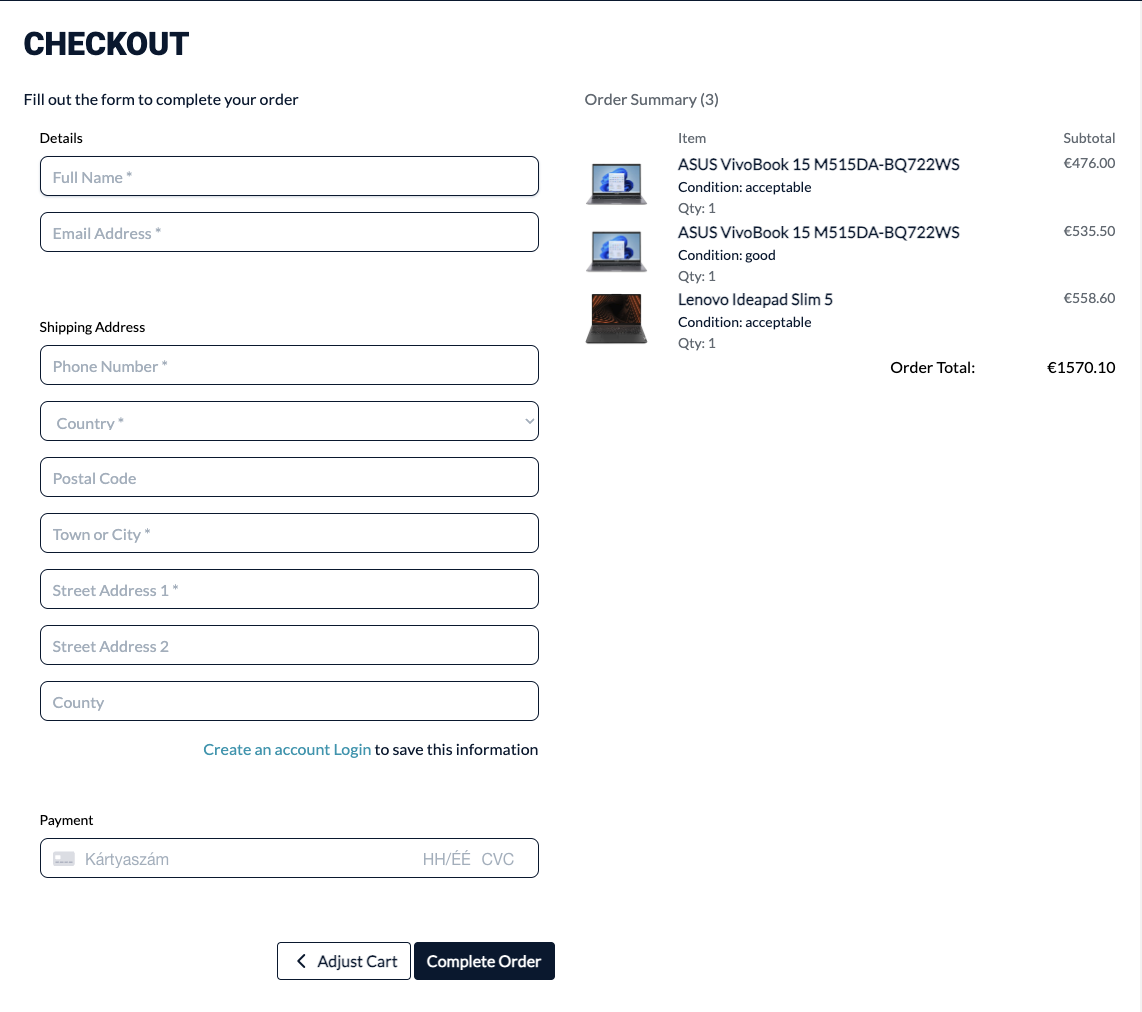 CHECKOUT
Fill out the form to complete your order
Details
Full Name *
Email Address *
Shipping Address
Phone Number *
Country *
Postal Code
Town or City *
Street Address 1 *
Street Address 2
County
Create an account Login to save this information
Payment
Kártyaszám HH/ÉÉ CVC
Adjust Cart Complete Order
Order Summary (3)
Item Subtotal
ASUS VivoBook 15 M515DA-BQ722WS €476.00
Condition: acceptable
Qty: 1
ASUS VivoBook 15 M515DA-BQ722WS €535.50
Condition: good
Qty: 1
Lenovo Ideapad Slim 5 €558.60
Condition: acceptable
Qty: 1
Order Total: €1570.10